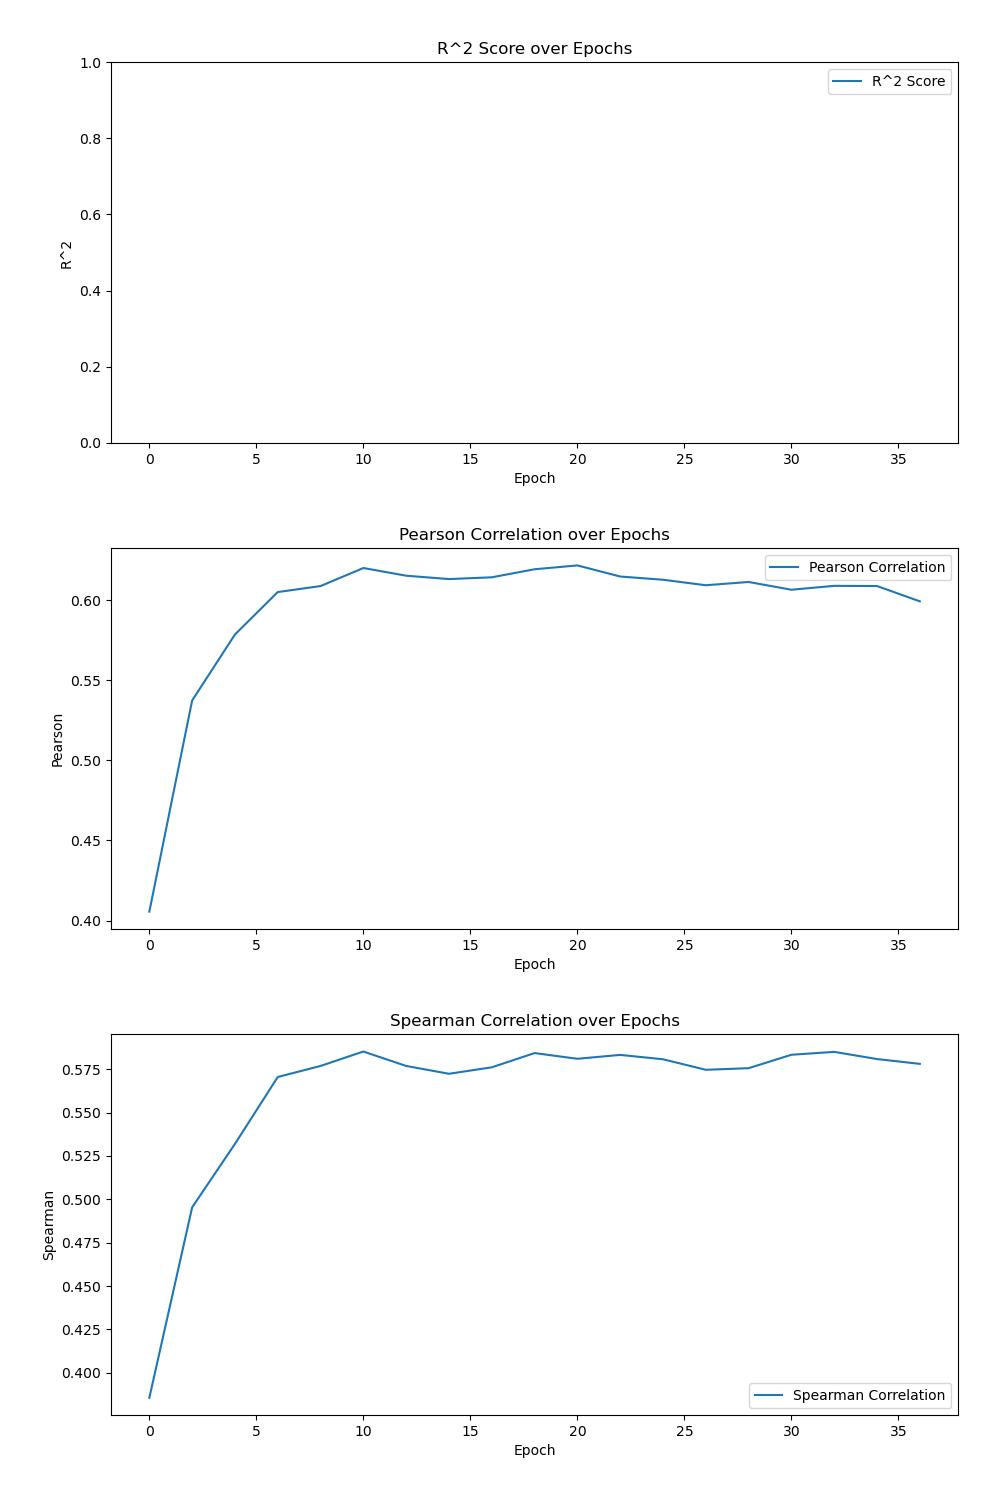 R^2 Score over Epochs
R^2 Score
1.0
0.8
0.6
0.4
0.2
0.0
R^2
0 5 10 15 20 25 30 35
Epoch
Pearson Correlation over Epochs
Pearson Correlation
0.60
0.55
0.50
0.45
0.40
Pearson
0 5 10 15 20 25 30 35
Epoch
Spearman Correlation over Epochs
0.575
0.550
0.525
0.500
0.475
0.450
0.425
0.400
Spearman
Spearman Correlation
0 5 10 15 20 25 30 35
Epoch